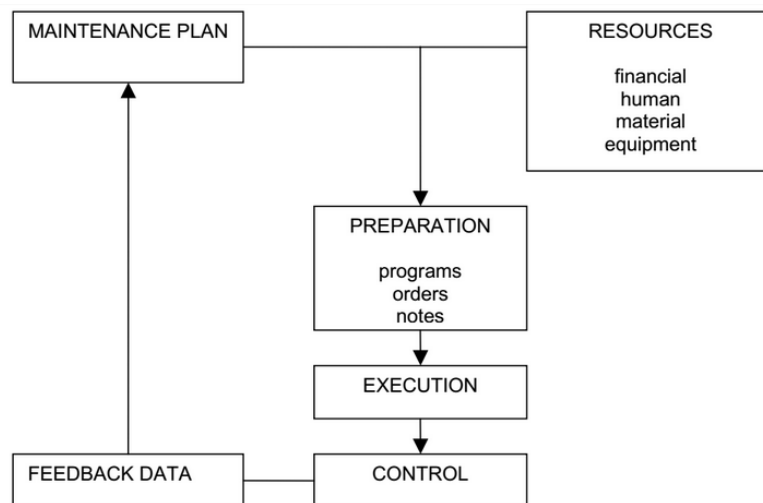 MAINTENANCE PLAN
RESOURCES
financial
human
material
equipment
PREPARATION
programs
orders
notes
EXECUTION
FEEDBACK DATA
CONTROL